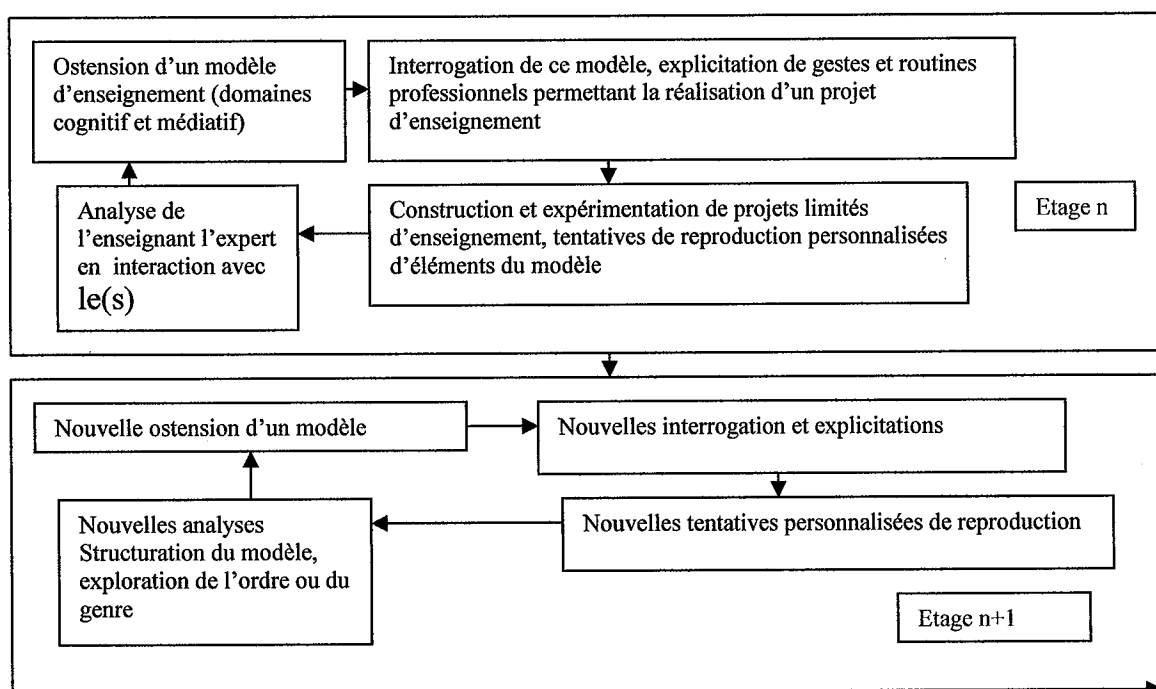 Ostension d'un modèle
d'enseignement (domaines
cognitif et médiatif)
Interrogation de ce modèle, explicitation de gestes et routines
professionnels permettant la réalisation d'un projet
d'enseignement
Construction et expérimentation de projets limités
d'enseignement, tentatives de reproduction personnalisées
d'éléments du modèle
Analyse de
l'enseignant l'expert
en interaction avec
le(s)
Etage n
Nouvelle ostension d'un modèle
Nouvelles interrogation et explicitations
Nouvelles tentatives personnalisées de reproduction
Nouvelles analyses
Structuration du modèle,
exploration de l'ordre ou du
genre
Etage n+1